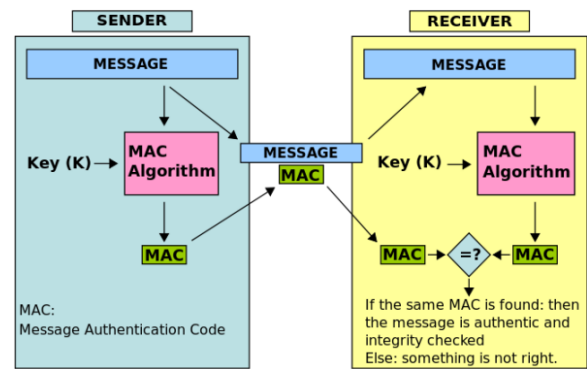 SENDER
RECEIVER
MESSAGE
MESSAGE
Key (K)
MAC
Algorithm
MESSAGE
MAC
Key (K)
MAC
Algorithm
MAC
MAC
=?
MAC
MAC:
Message Authentication Code
If the same MAC is found: then
the message is authentic and
integrity checked
Else: something is not right.